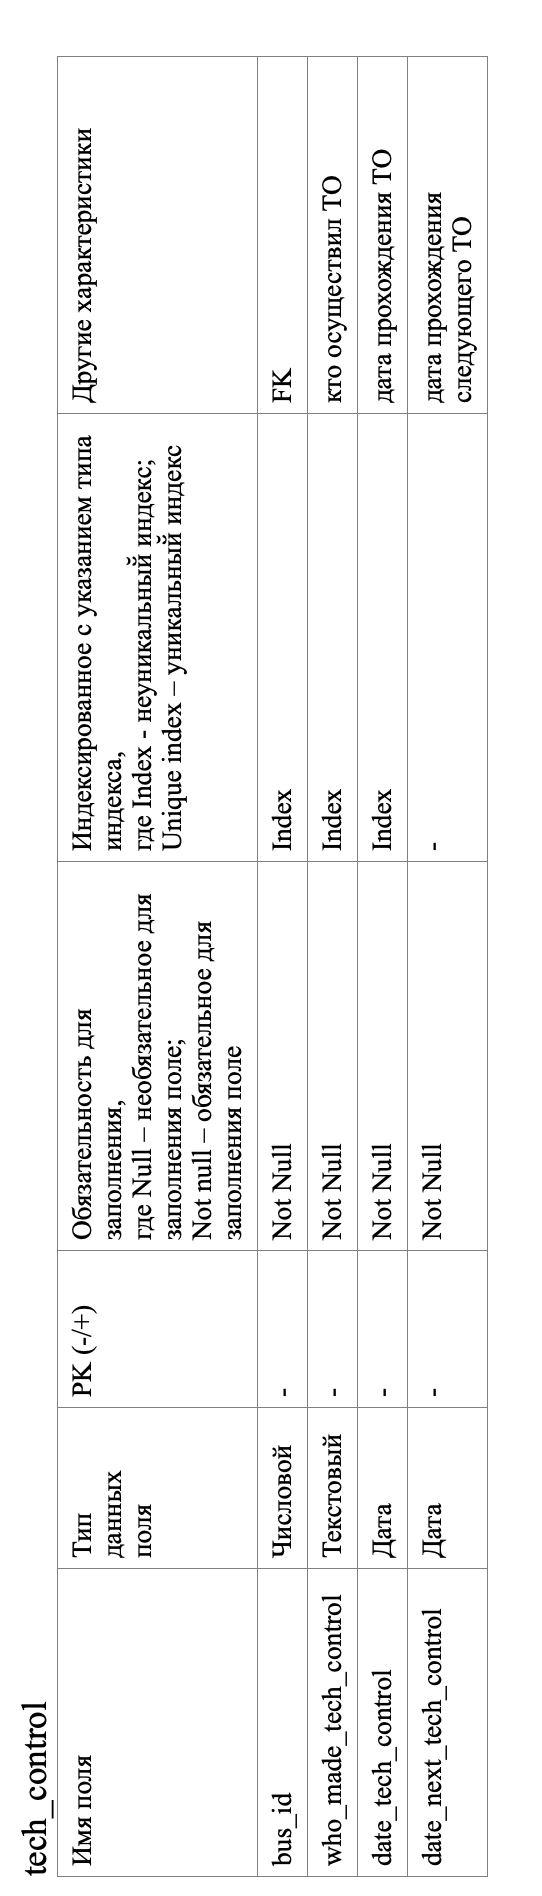 tech_control
Имя поля
Тип
данных
поля
PK (-/+)
Обязательность для
заполнения,
где Null – необязательное для
заполнения поле;
Not null – обязательное для
заполнения поле
Индексированное с указанием типа
индекса,
где Index - неуникальный индекс;
Unique index – уникальный индекс
Другие характеристики
bus_id
Числовой
-
Not Null
Index
FK
who_made_tech_control
Текстовый
-
Not Null
Index
кто осуществил ТО
date_tech_control
Дата
-
Not Null
Index
дата прохождения ТО
date_next_tech_control
Дата
-
Not Null
-
дата прохождения
следующего ТО